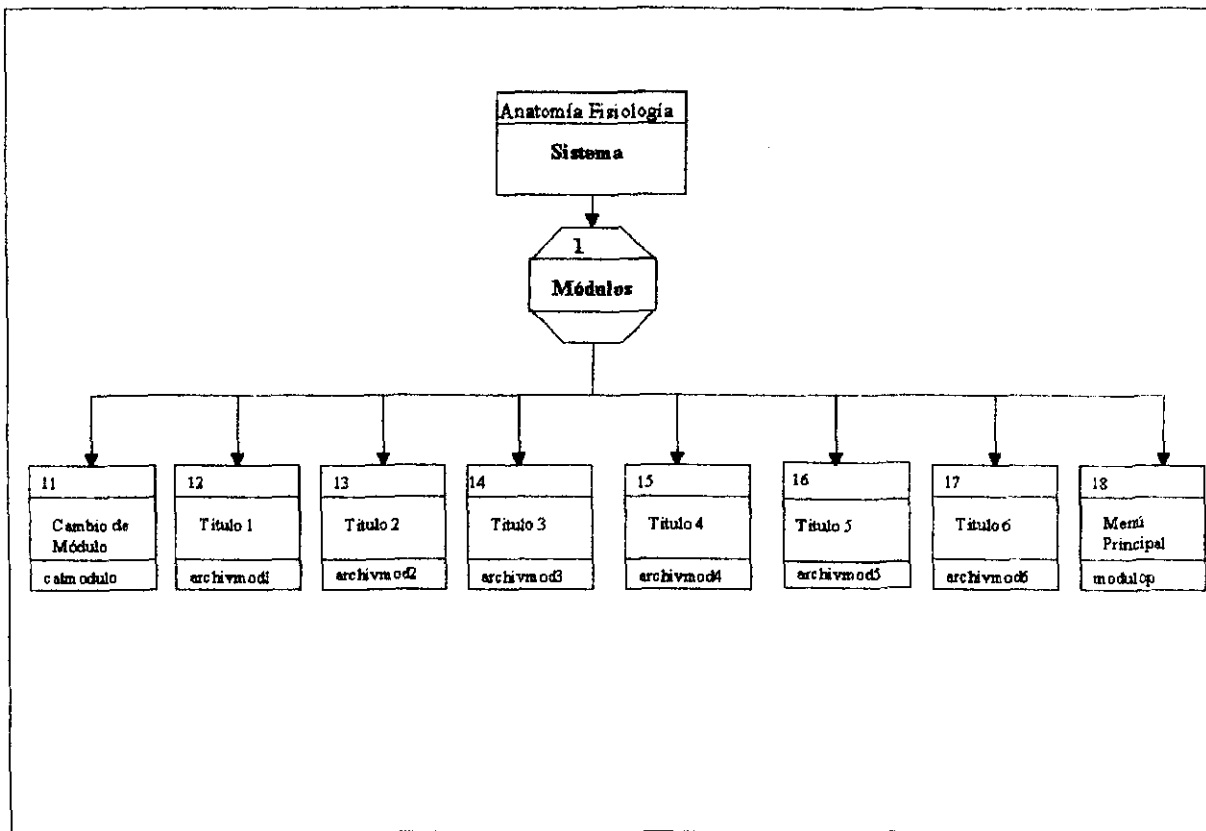 Anatomía Fisiología
Sistema
1
Módulos
11
Cambio de
Módulo
calmodulo
12
Titulo 1
archivmod1
13
Titulo 2
archivmod2
14
Titulo 3
archivmod3
15
Titulo 4
archivmod4
16
Titulo 5
archivmod5
17
Titulo 6
archivmod6
18
Menú
Principal
modulop